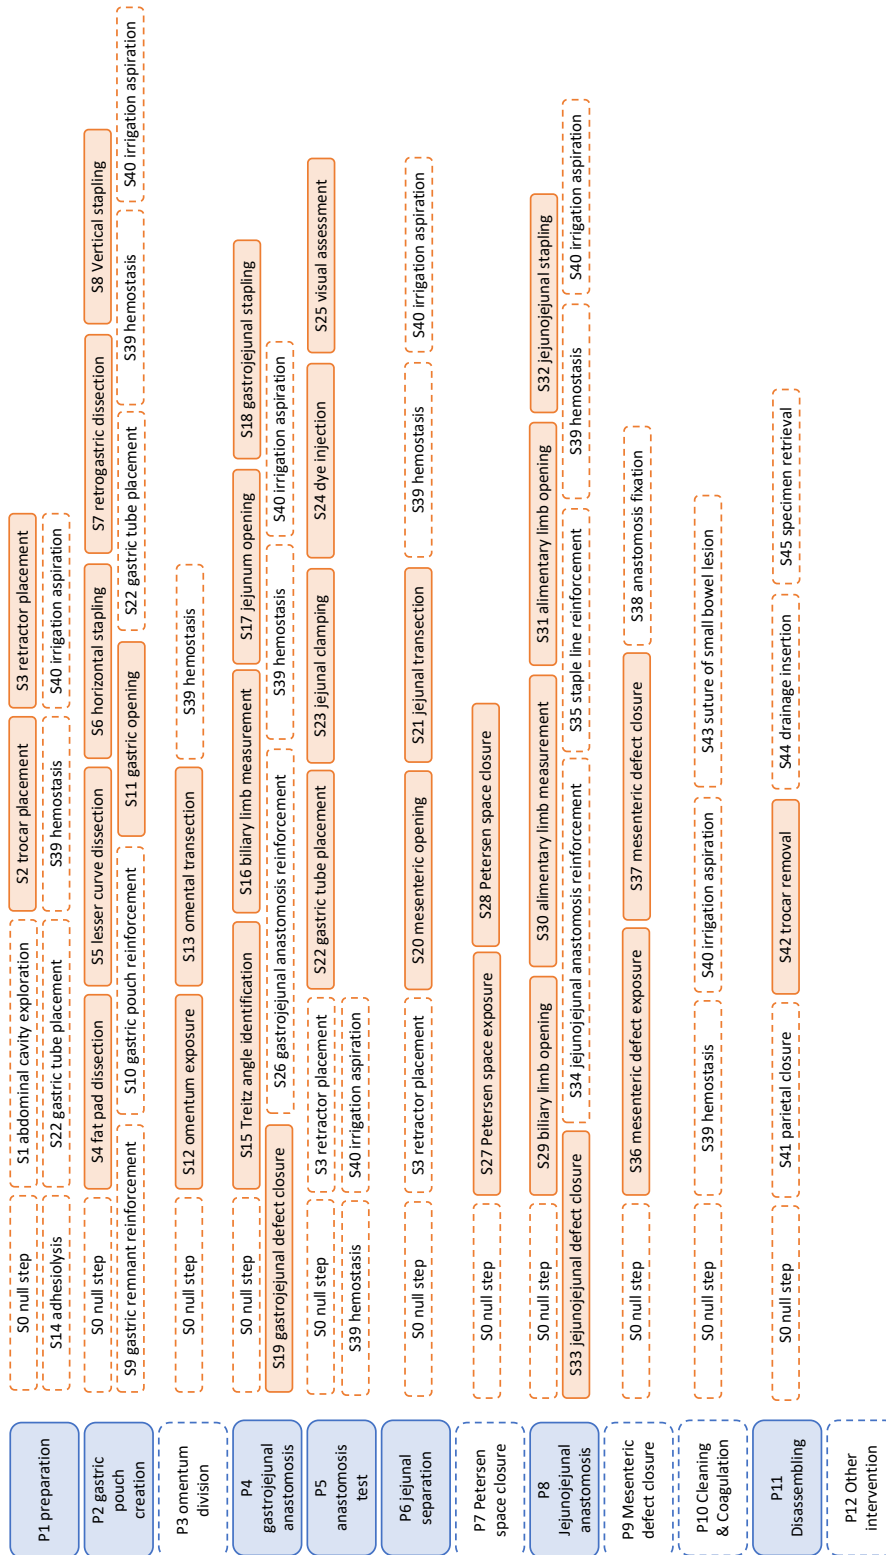 P1 preparation
S0 null step
S1 abdominal cavity exploration
S2 trocar placement
S3 retractor placement
S14 adhesiolysis
S22 gastric tube placement
S39 hemostasis
S40 irrigation aspiration
P2 gastric
pouch
creation
S0 null step
S4 fat pad dissection
S5 lesser curve dissection
S6 horizontal stapling
S7 retrogastric dissection
S8 Vertical stapling
S9 gastric remnant reinforcement
S10 gastric pouch reinforcement
S11 gastric opening
S22 gastric tube placement
S39 hemostasis
S40 irrigation aspiration
P3 omentum
division
S0 null step
S12 omentum exposure
S13 omental transection
S39 hemostasis
P4
gastrojejunal
anastomosis
S0 null step
S15 Treitz angle identification
S16 biliary limb measurement
S17 jejunum opening
S18 gastrojejunal stapling
S19 gastrojejunal defect closure
S26 gastrojejunal anastomosis reinforcement
S39 hemostasis
S40 irrigation aspiration
P5
anastomosis
test
S0 null step
S3 retractor placement
S22 gastric tube placement
S23 jejunal clamping
S24 dye injection
S25 visual assessment
S39 hemostasis
S40 irrigation aspiration
P6 jejunal
separation
S0 null step
S3 retractor placement
S20 mesenteric opening
S21 jejunal transection
S39 hemostasis
S40 irrigation aspiration
P7 Petersen
space closure
S0 null step
S27 Petersen space exposure
S28 Petersen space closure
P8
Jejunojejunal
anastomosis
S0 null step
S29 biliary limb opening
S30 alimentary limb measurement
S31 alimentary limb opening
S32 jejunojejunal stapling
S33 jejunojejunal defect closure
S34 jejunojejunal anastomosis reinforcement
S35 staple line reinforcement
S39 hemostasis
S40 irrigation aspiration
P9 Mesenteric
defect closure
S0 null step
S36 mesenteric defect exposure
S37 mesenteric defect closure
S38 anastomosis fixation
P10 Cleaning
& Coagulation
S0 null step
S39 hemostasis
S40 irrigation aspiration
S43 suture of small bowel lesion
P11
Disassembling
S0 null step
S41 parietal closure
S42 trocar removal
S44 drainage insertion
S45 specimen retrieval
P12 Other
intervention